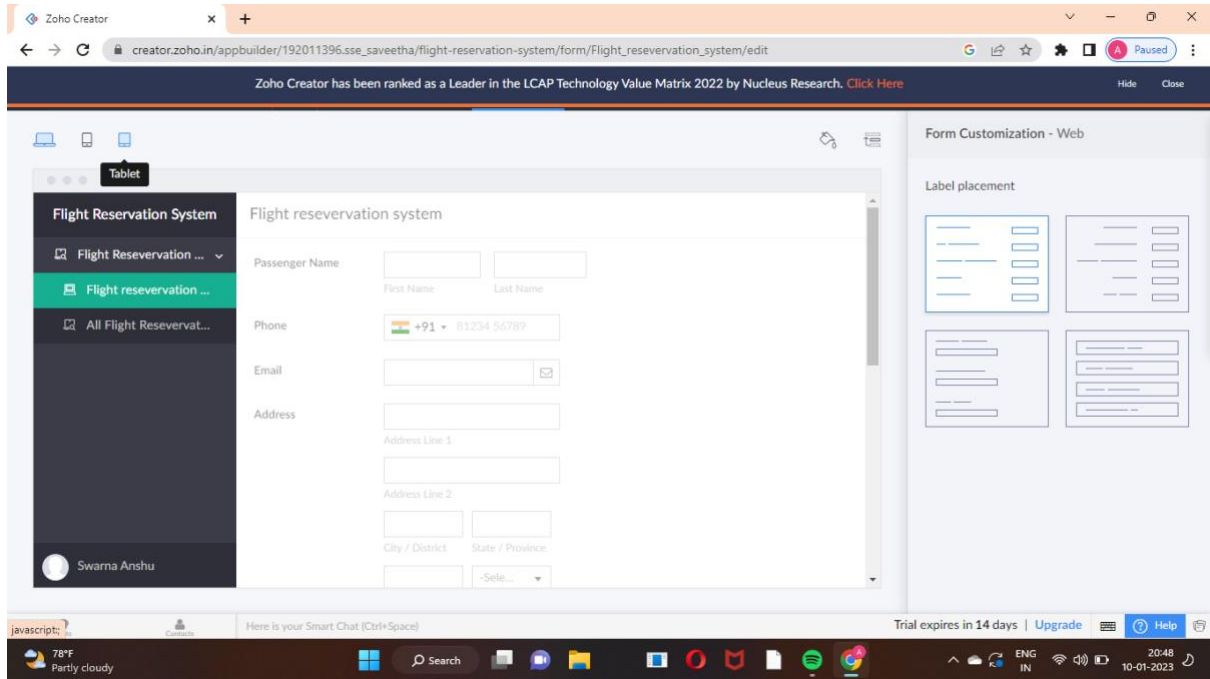 Zoho Creator
creator.zoho.in/appbuilder/192011396.sse_saveetha/flight-reservation-system/form/Flight_resevervation_system/edit
A Paused
Zoho Creator has been ranked as a Leader in the LCAP Technology Value Matrix 2022 by Nucleus Research. Click Here
Hide Close
Tablet
Form Customization - Web
Label placement
Flight Reservation System
Flight Resevervation ...
Flight resevervation ...
All Flight Resevervat...
Swarna Anshu
Flight resevervation system
Passenger Name
First Name Last Name
Phone +91 81234 56789
Email
Address
Address Line 1
Address Line 2
City / District State / Province
-Sele...
javascript:;
Contacts
Here is your Smart Chat (Ctrl+Space)
Trial expires in 14 days | Upgrade
Help
78°F
Partly cloudy
Search
ENG
IN
20:48
10-01-2023